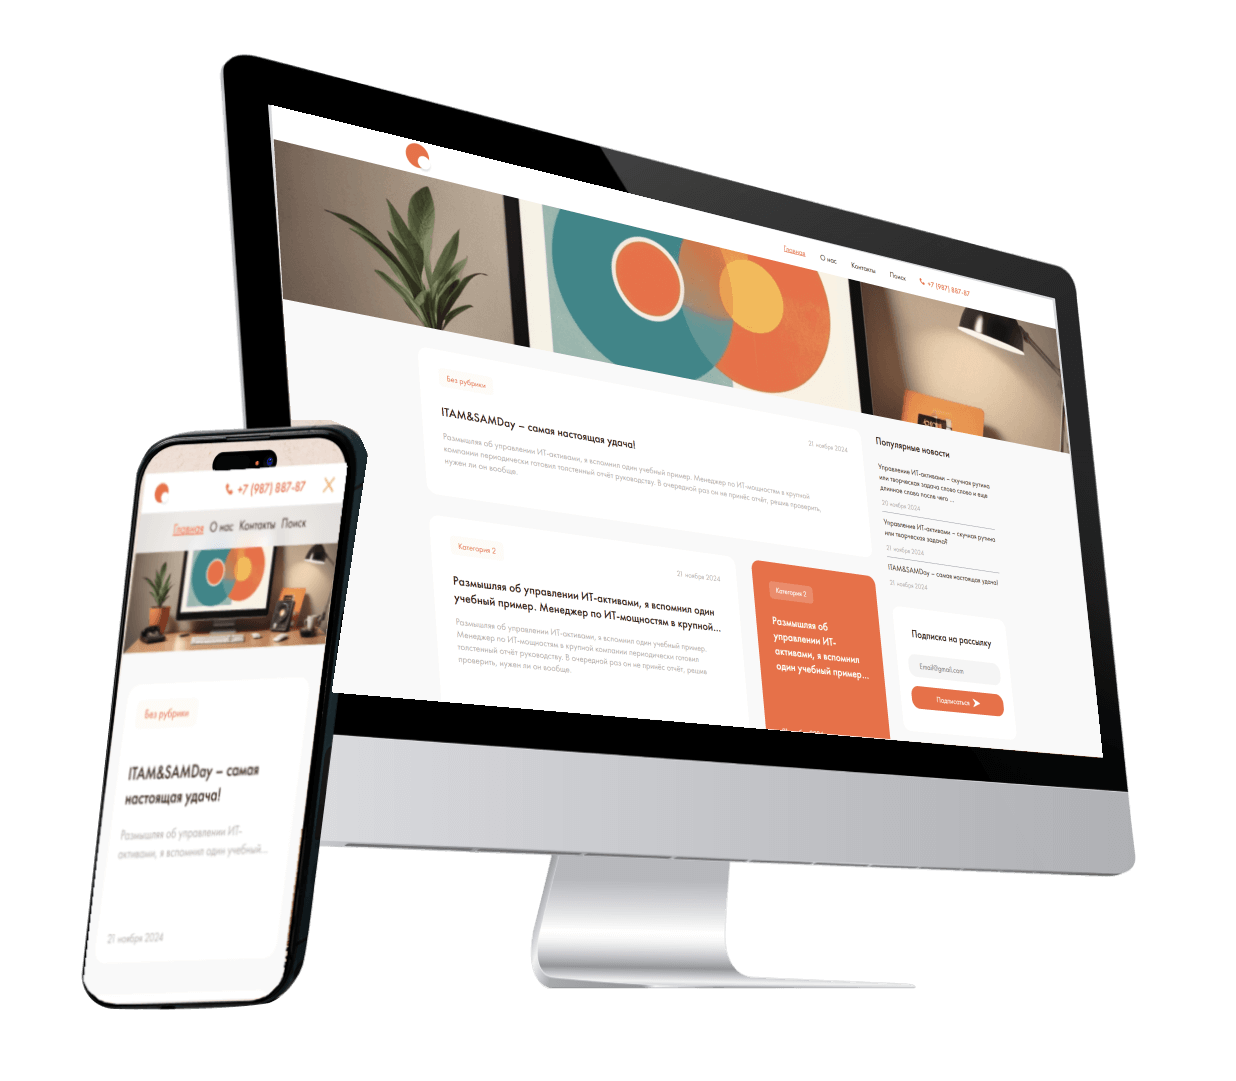 Главная
О нас
Контакты
Поиск
+7 (987) 887-87
Без рубрики
ITAM&SAMDay – самая настоящая удача!
21 ноября 2024
Размышляя об управлении ИТ-активами, я вспомнил один учебный пример. Менеджер по ИТ-мощностям в крупной
компании периодически готовил толстенный отчёт руководству. В очередной раз он не принёс отчёт, решив проверить,
нужен ли он вообще.
Категория 2
21 ноября 2024
Размышляя об управлении ИТ-активами, я вспомнил один
учебный пример. Менеджер по ИТ-мощностям в крупной...
Размышляя об управлении ИТ-активами, я вспомнил один учебный пример.
Менеджер по ИТ-мощностям в крупной компании периодически готовил
толстенный отчёт руководству. В очередной раз он не принёс отчёт, решив
проверить, нужен ли он вообще.
Категория 2
Размышляя об
управлении ИТ-
активами, я вспомнил
один учебный пример...
Популярные новости
Управление ИТ-активами – скучная рутина
или творческая задача слово слово и еще
длинное слово после чего ...
21 ноября 2024
Управление ИТ-активами – скучная рутина
или творческая задача?
21 ноября 2024
ITAM&SAMDay – самая настоящая удача!
21 ноября 2024
Подписка на рассылку
Email@gmail.com
Подписаться
+7 (987) 887-87
Главная О нас Контакты Поиск
Без рубрики
ITAM&SAMDay – самая
настоящая удача!
Размышляя об управлении ИТ-
активами, я вспомнил один учебный...
21 ноября 2024